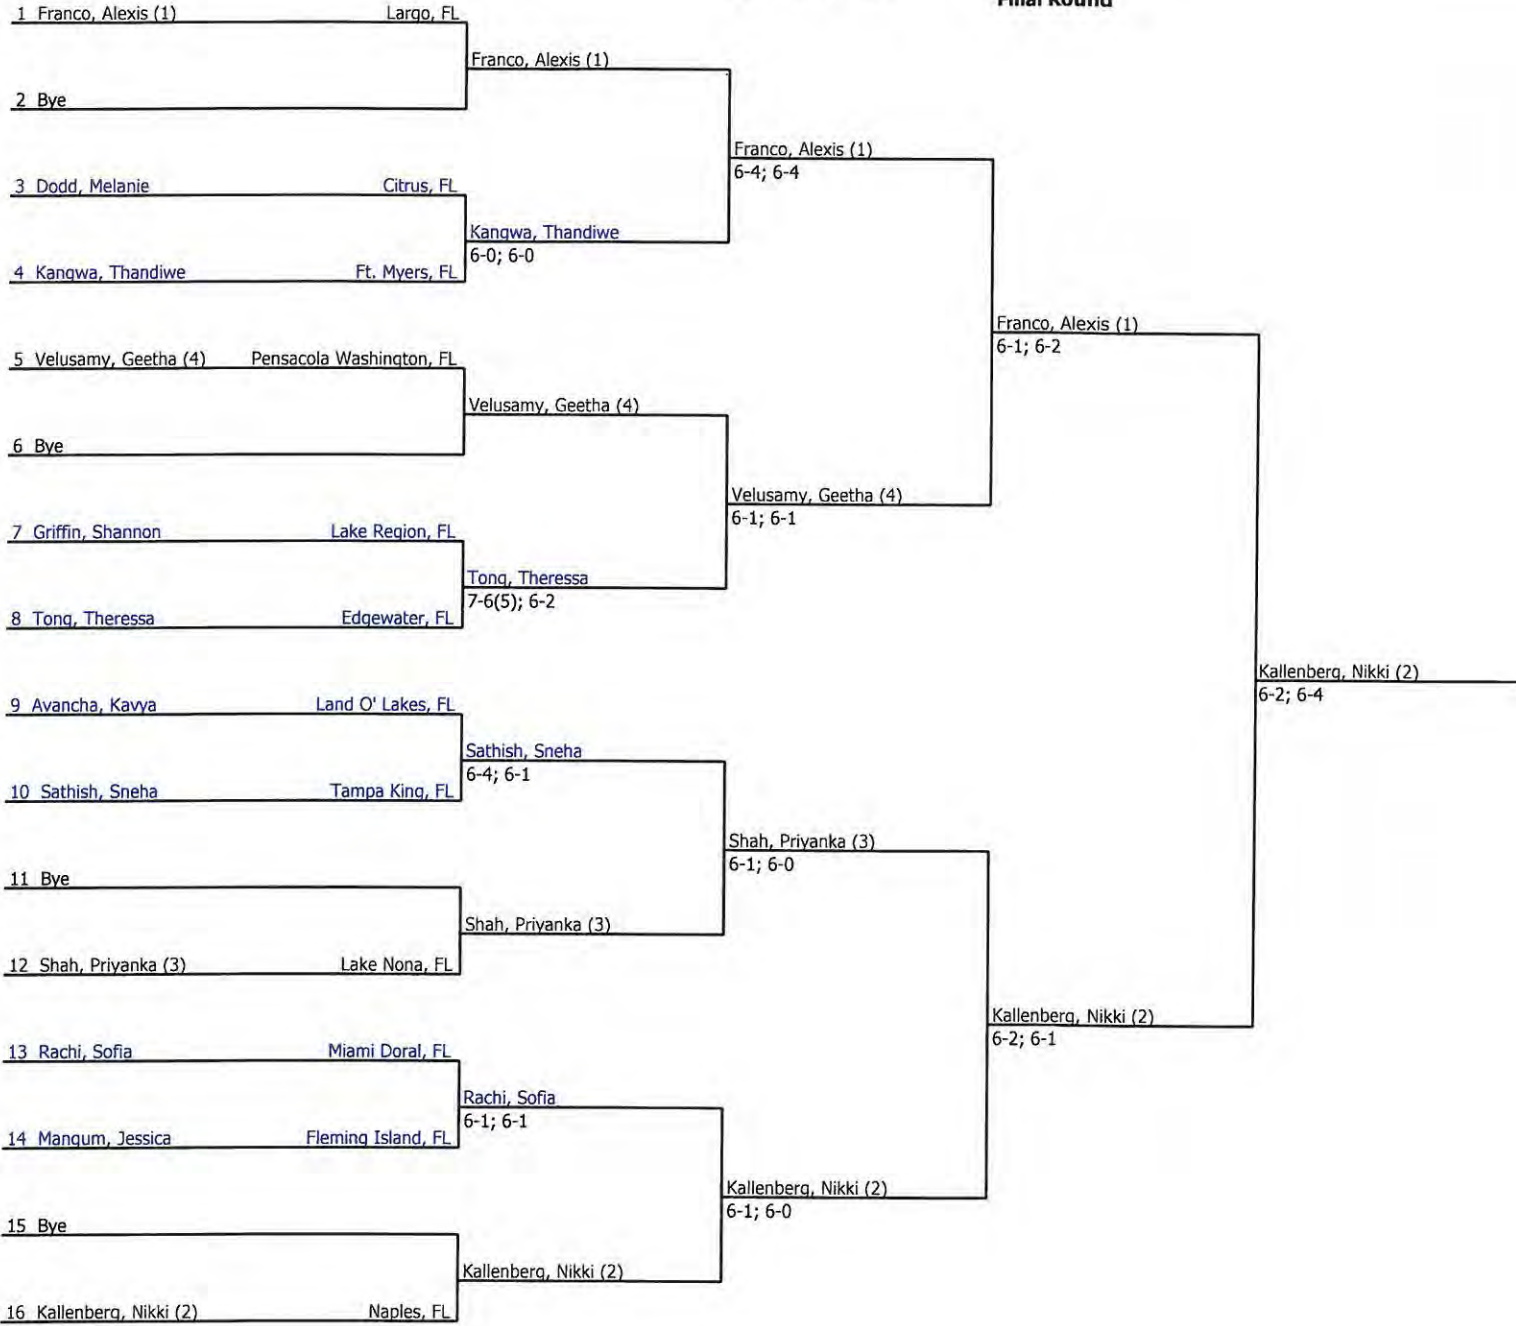 Final Round
1 Franco, Alexis (1) Largo, FL
Franco, Alexis (1)
2 Bye
Franco, Alexis (1)
6-4; 6-4
3 Dodd, Melanie Citrus, FL
Kangwa, Thandiwe
6-0; 6-0
4 Kangwa, Thandiwe Ft. Myers, FL
Franco, Alexis (1)
6-1; 6-2
5 Velusamy, Geetha (4) Pensacola Washington, FL
Velusamy, Geetha (4)
6 Bye
Velusamy, Geetha (4)
6-1; 6-1
7 Griffin, Shannon Lake Region, FL
Tong, Theressa
7-6(5); 6-2
8 Tong, Theressa Edgewater, FL
Kallenberg, Nikki (2)
6-2; 6-4
9 Avancha, Kavya Land O' Lakes, FL
Sathish, Sneha
6-4; 6-1
10 Sathish, Sneha Tampa King, FL
Shah, Priyanka (3)
6-1; 6-0
11 Bye
Shah, Priyanka (3)
12 Shah, Priyanka (3) Lake Nona, FL
Kallenberg, Nikki (2)
6-2; 6-1
13 Rachi, Sofia Miami Doral, FL
Rachi, Sofia
6-1; 6-1
14 Mangum, Jessica Fleming Island, FL
Kallenberg, Nikki (2)
6-1; 6-0
15 Bye
Kallenberg, Nikki (2)
16 Kallenberg, Nikki (2) Naples, FL